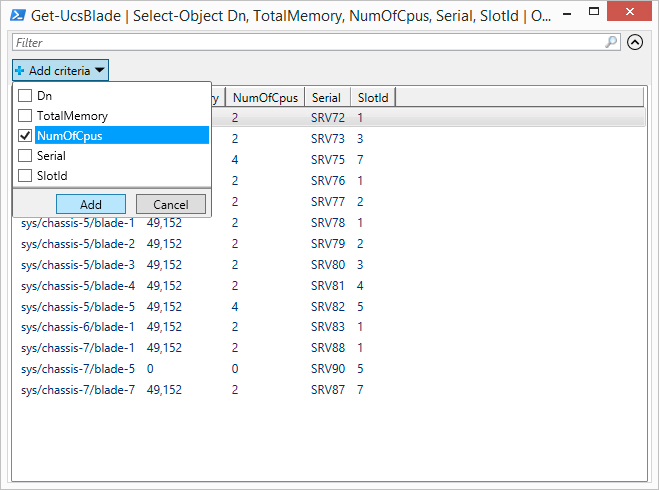 Get-UcsBlade | Select-Object Dn, TotalMemory, NumOfCpus, Serial, SlotId | O...
Filter
Add criteria
NumOfCpus Serial SlotId
Dn
2 SRV72 1
TotalMemory
2 SRV73 3
NumOfCpus
4 SRV75 7
Serial
2 SRV76 1
SlotId
2 SRV77 2
Add Cancel
sys/chassis-5/blade-1 49,152 2 SRV78 1
sys/chassis-5/blade-2 49,152 2 SRV79 2
sys/chassis-5/blade-3 49,152 2 SRV80 3
sys/chassis-5/blade-4 49,152 2 SRV81 4
sys/chassis-5/blade-5 49,152 4 SRV82 5
sys/chassis-6/blade-1 49,152 2 SRV83 1
sys/chassis-7/blade-1 49,152 2 SRV88 1
sys/chassis-7/blade-5 0 0 SRV90 5
sys/chassis-7/blade-7 49,152 2 SRV87 7